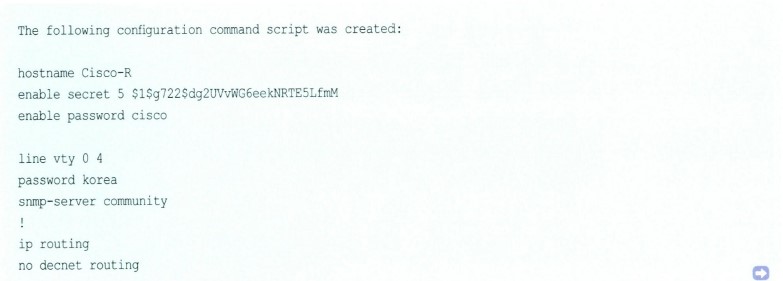 The following configuration command script was created:
hostname Cisco-R
enable secret 5 $1$g722$dg2UVvWG6eekNRTE5LfmM
enable password cisco
line vty 0 4
password korea
snmp-server community
!
ip routing
no decnet routing